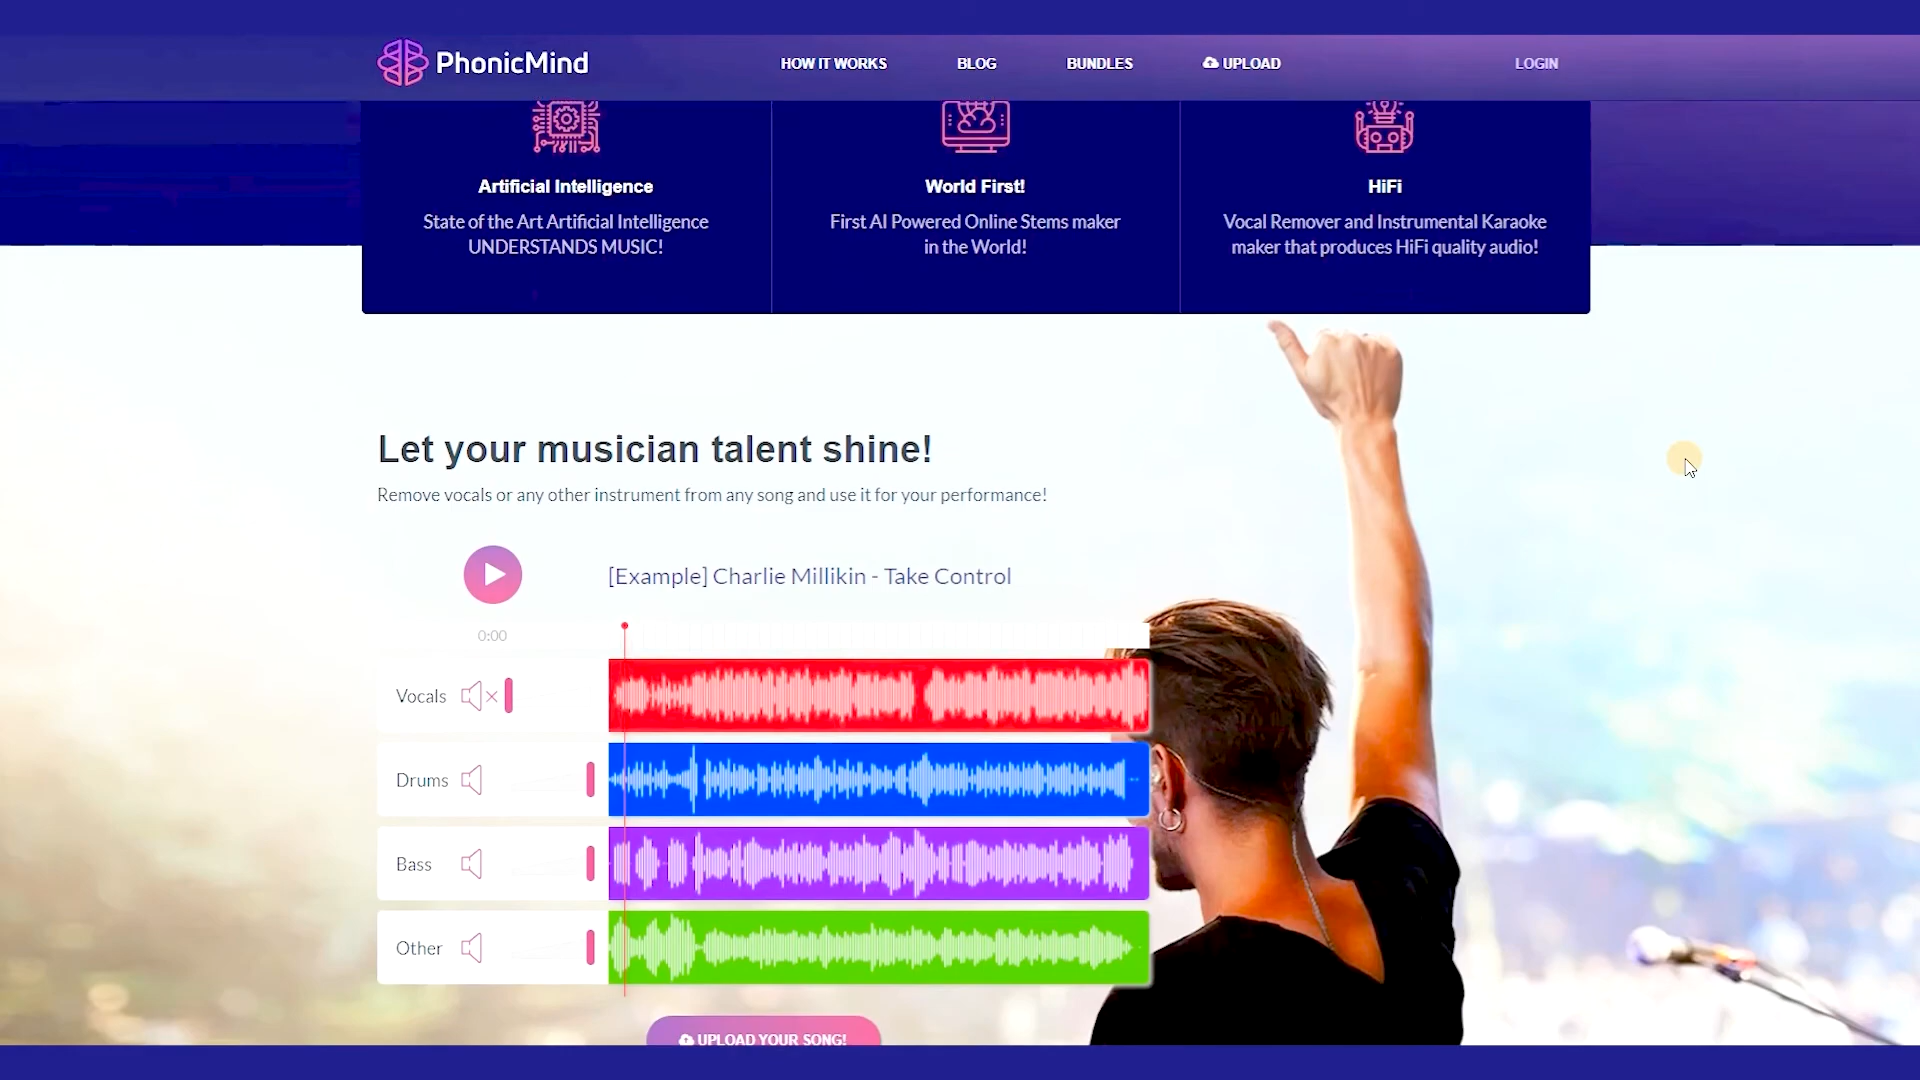 PhonicMind
HOW IT WORKS
BLOG
BUNDLES
UPLOAD
LOGIN
Artificial Intelligence
State of the Art Artificial Intelligence
UNDERSTANDS MUSIC!
World First!
First AI Powered Online Stems maker
in the World!
HiFi
Vocal Remover and Instrumental Karaoke
maker that produces HiFi quality audio!
Let your musician talent shine!
Remove vocals or any other instrument from any song and use it for your performance!
[Example] Charlie Millikin - Take Control
0:00
Vocals
Drums
Bass
Other
UPLOAD YOUR SONG!